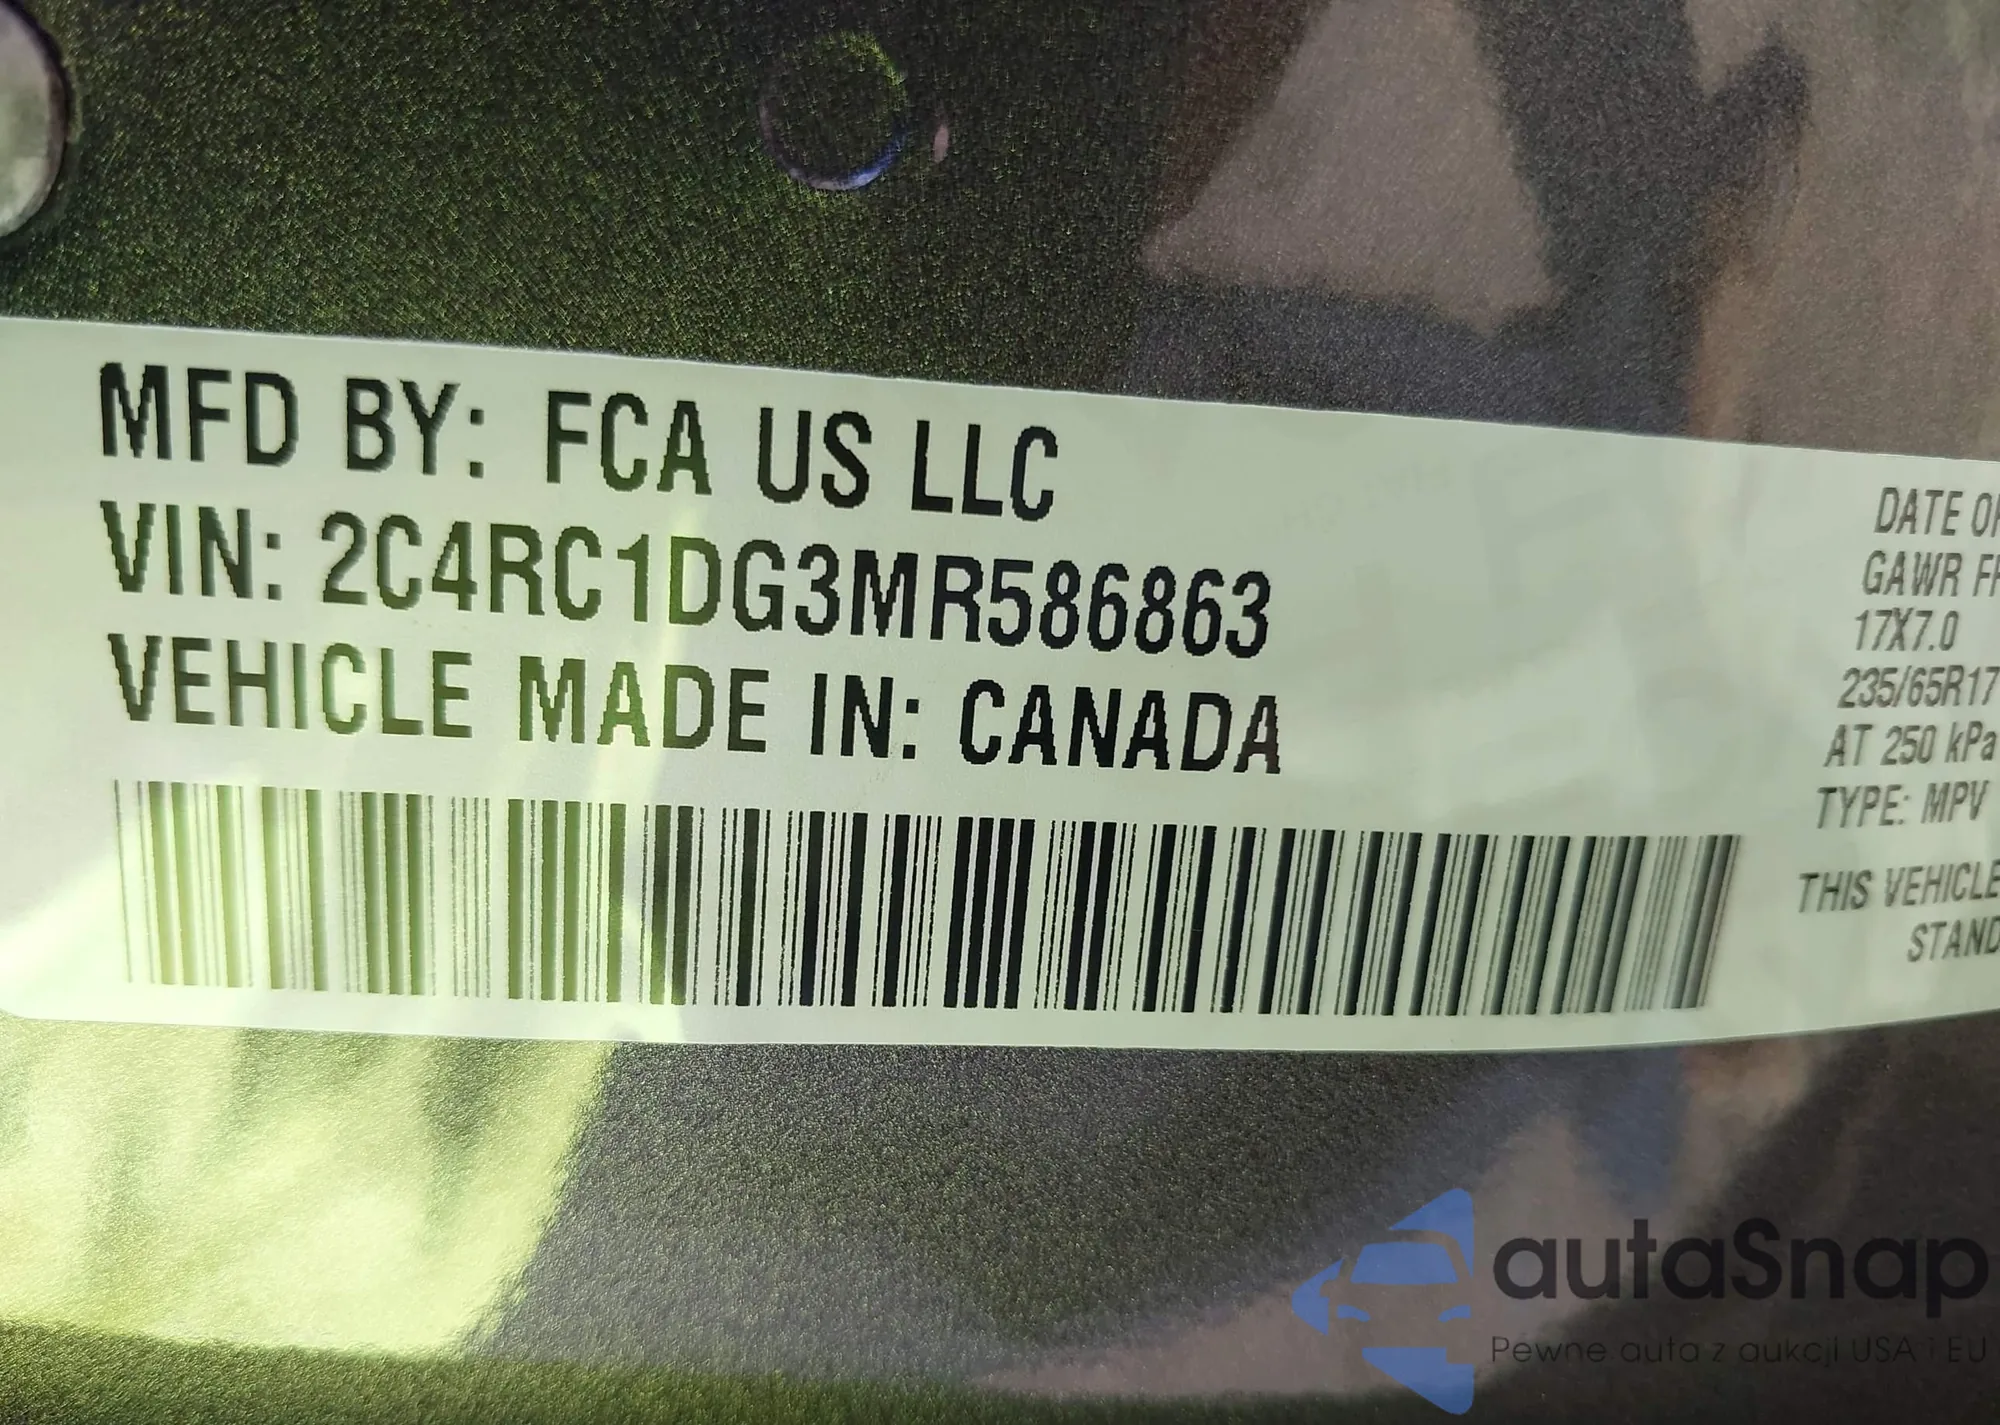 MFD BY: FCA US LLC
VIN: 2C4RC1DG3MR586863
VEHICLE MADE IN: CANADA
DATE OF
GAWR FR
17X7.0
235/65R17
AT 250 kPa
TYPE: MPV
THIS VEHICLE
STAND
autaSnap
Pewne auta z aukcji USA i EU